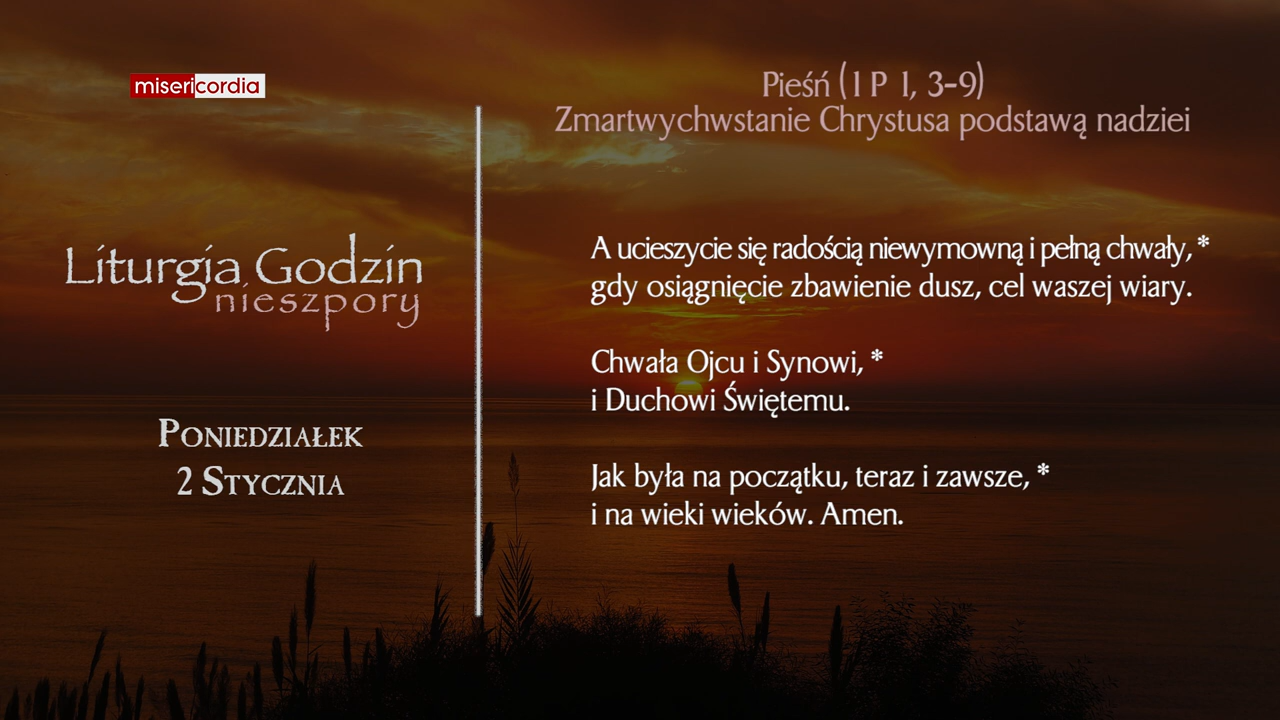 misericordia
Liturgia Godzin
nieszpory
Poniedziałek
2 Stycznia
Pieśń (1 P 1, 3-9)
Zmartwychwstanie Chrystusa podstawą nadziei
A ucieszycie się radością niewymowną i pełną chwały, *
gdy osiągnięcie zbawienie dusz, cel waszej wiary.
Chwała Ojcu i Synowi, *
i Duchowi Świętemu.
Jak była na początku, teraz i zawsze, *
i na wieki wieków. Amen.